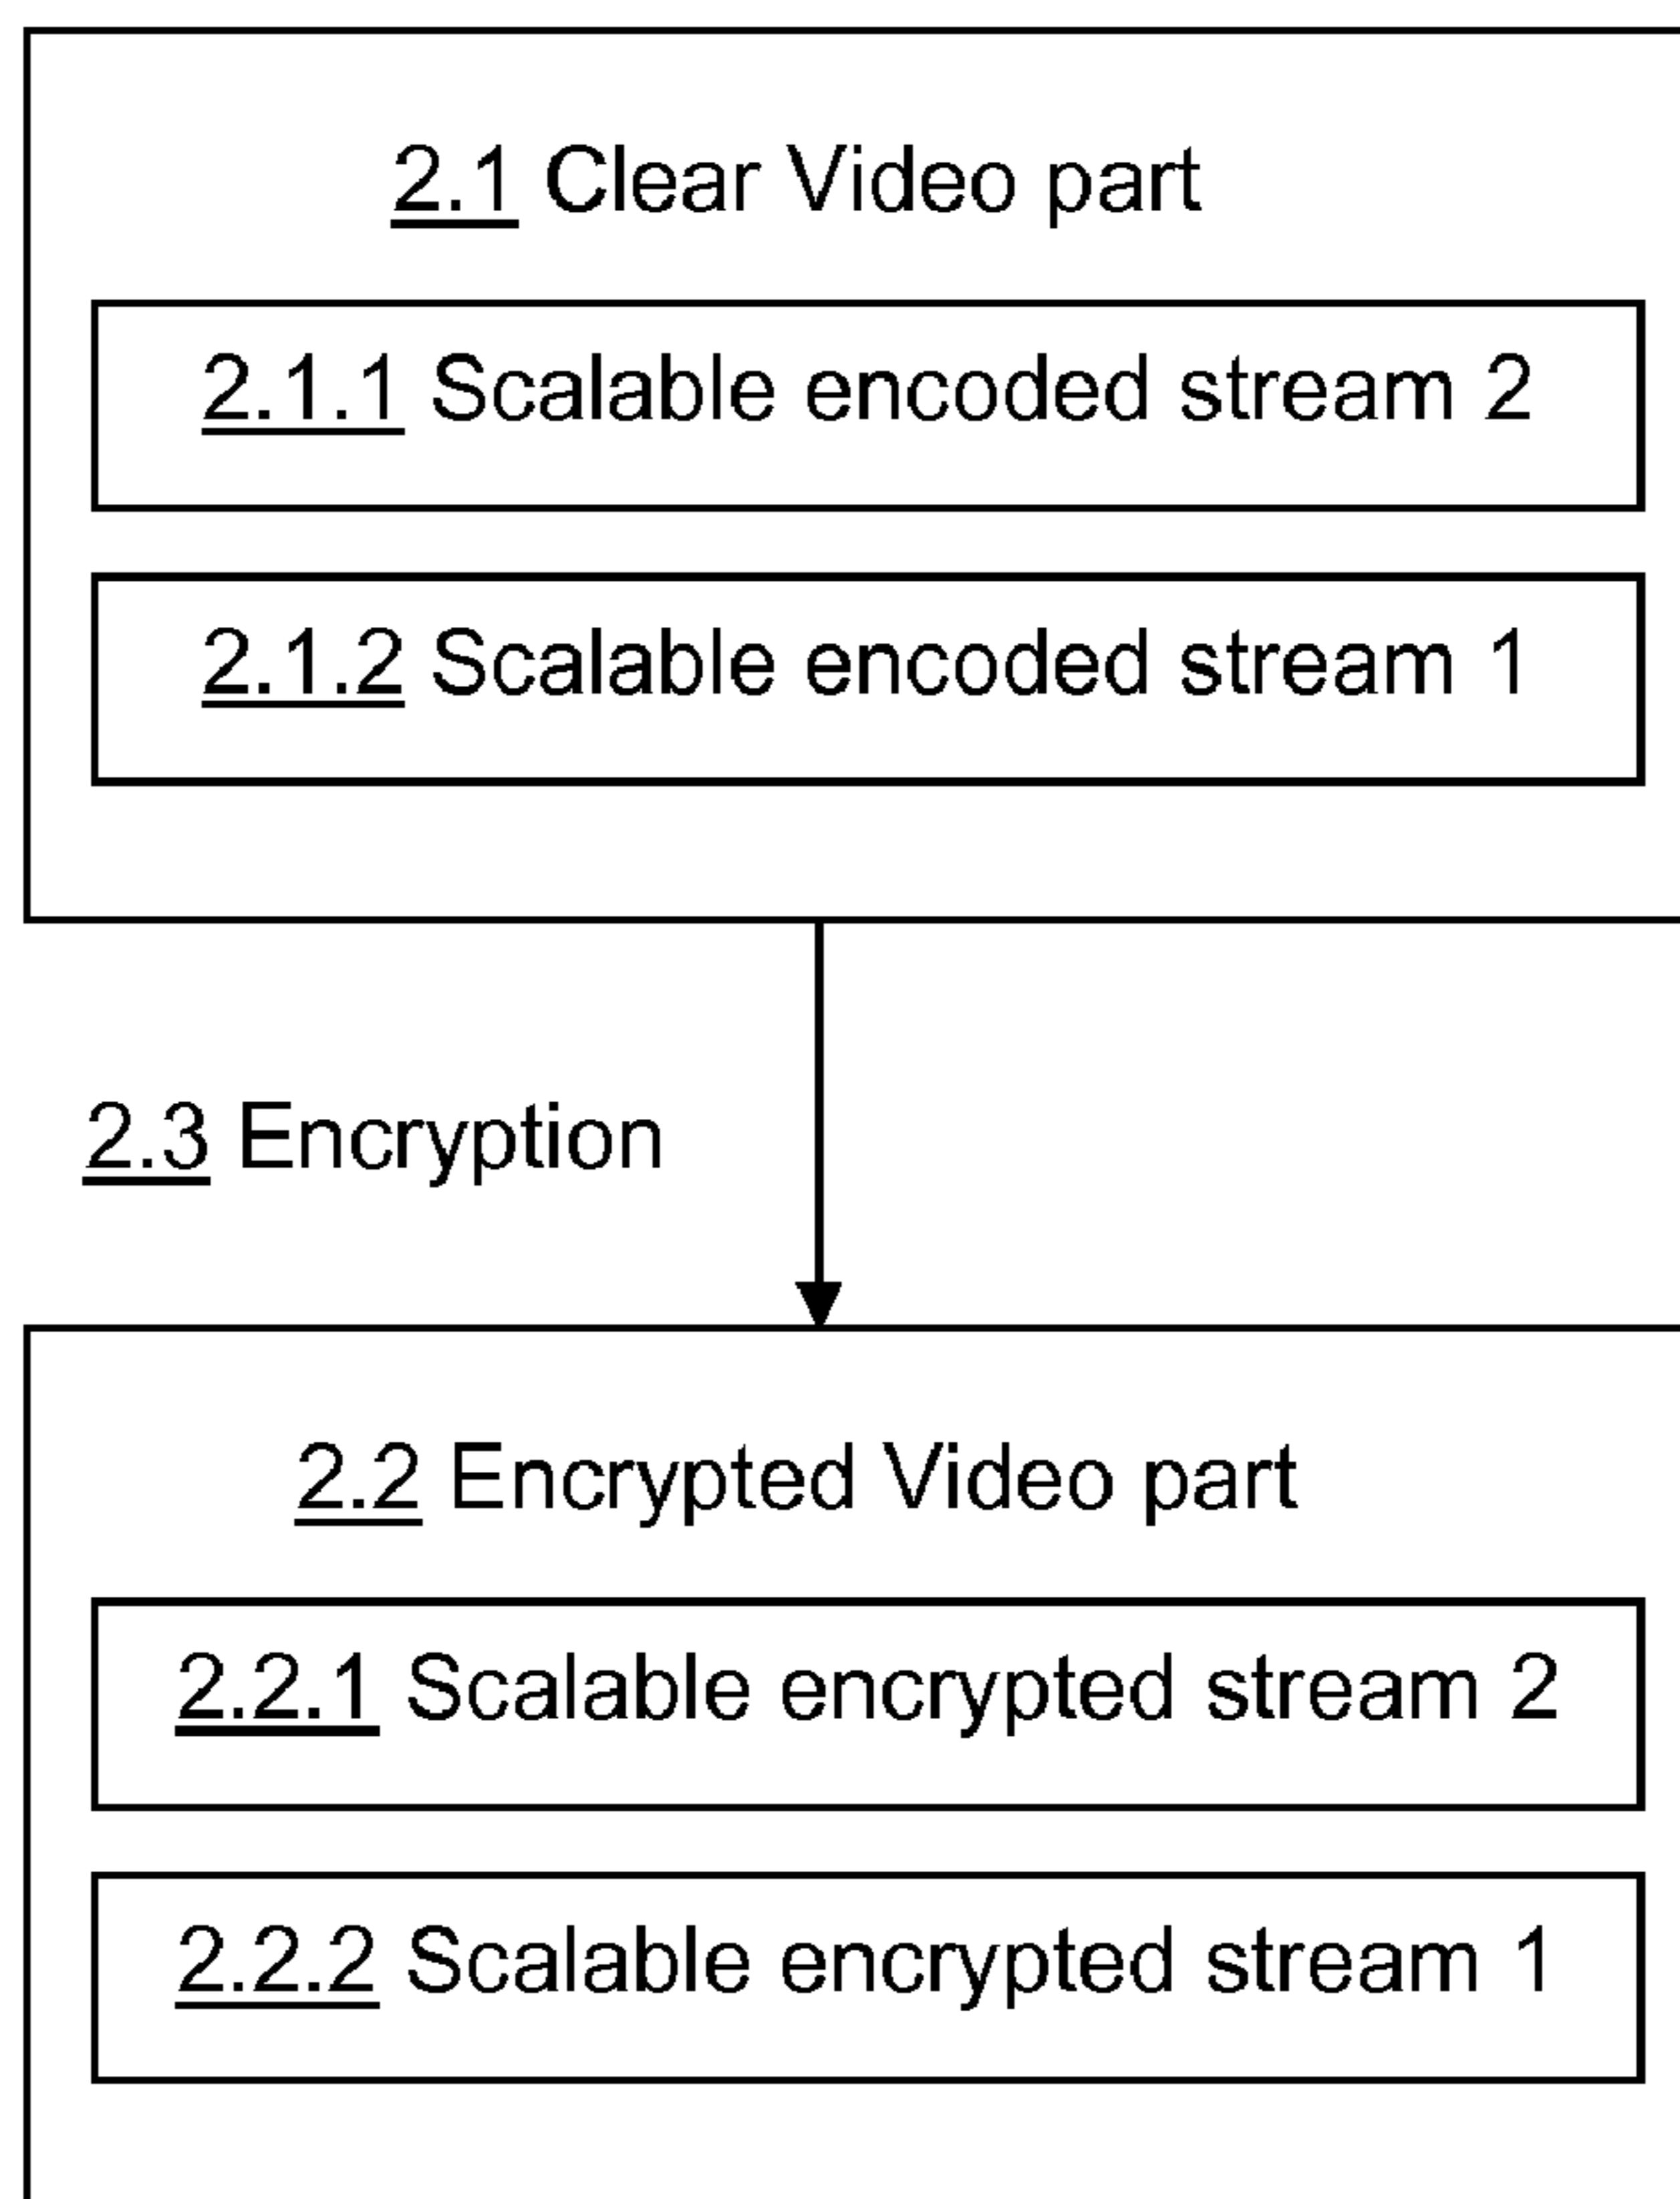 2.1 Clear Video part
2.1.1 Scalable encoded stream 2
2.1.2 Scalable encoded stream 1
2.3 Encryption
2.2 Encrypted Video part
2.2.1 Scalable encrypted stream 2
2.2.2 Scalable encrypted stream 1